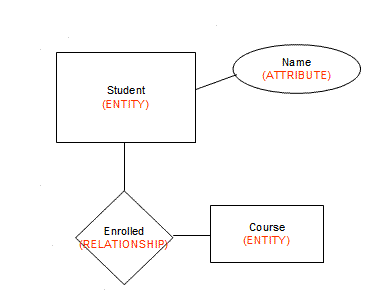 Name
(ATTRIBUTE)
Student
(ENTITY)
Enrolled
(RELATIONSHIP)
Course
(ENTITY)